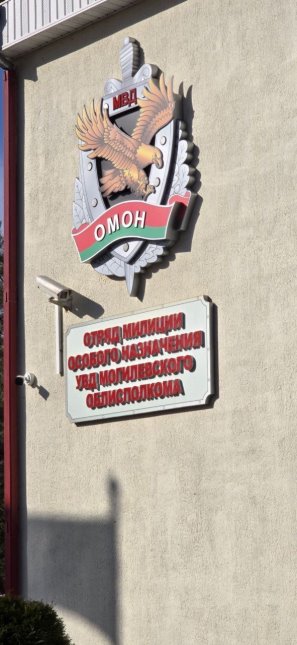 МВД
ОМОН
ОТРЯД МИЛИЦИИ
ОСОБОГО НАЗНАЧЕНИЯ
УВД МОГИЛЕВСКОГО
ОБЛИСПОЛКОМА